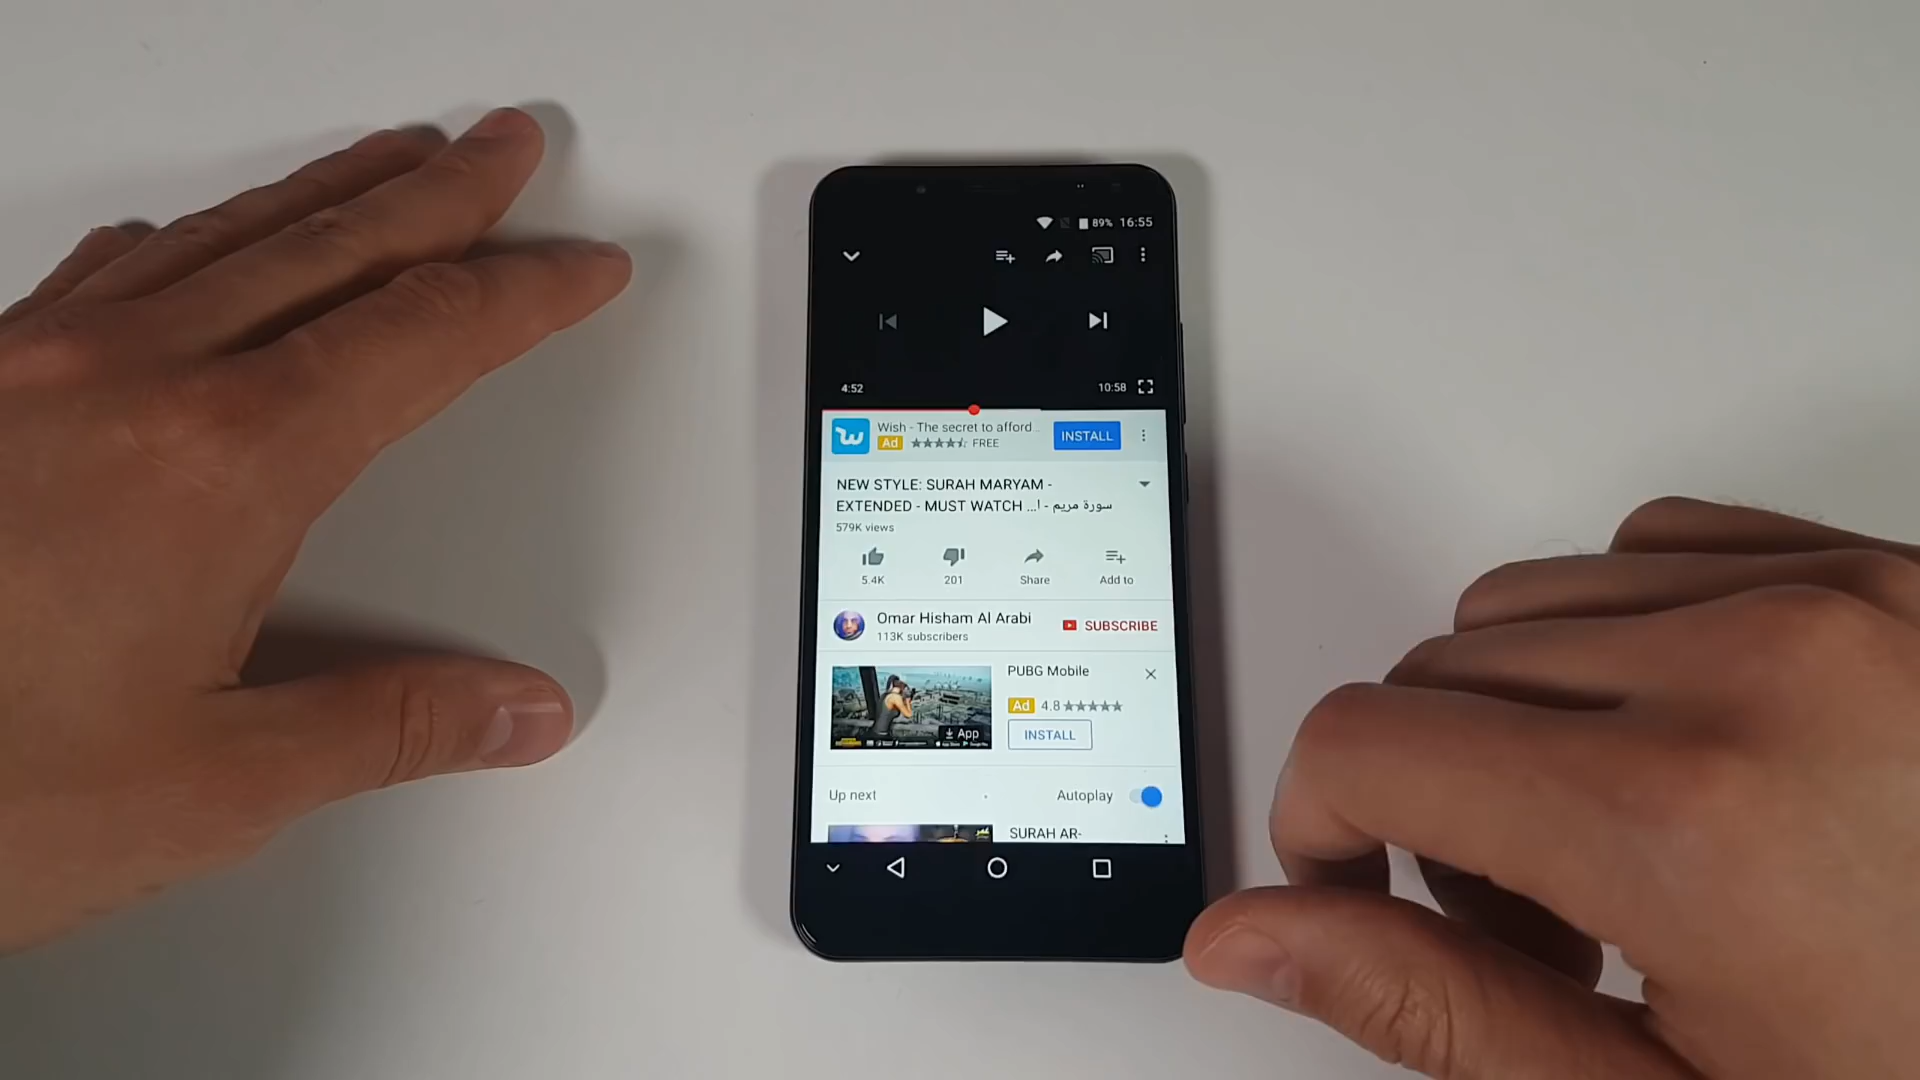 89% 16:55
4:52 10:58
Wish - The secret to afford...
Ad FREE
INSTALL
NEW STYLE: SURAH MARYAM -
EXTENDED - MUST WATCH ...سورة مريم - ا
579K views
5.4K 201 Share Add to
Omar Hisham Al Arabi
113K subscribers
SUBSCRIBE
PUBG Mobile
Ad 4.8
App
INSTALL
Up next Autoplay
SURAH AR-